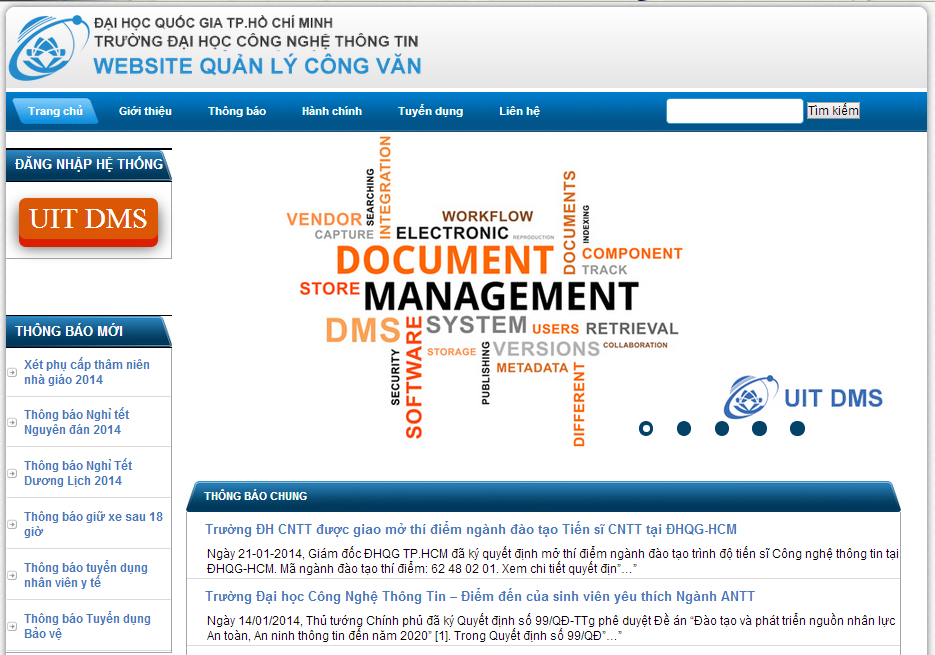 ĐẠI HỌC QUỐC GIA TP.HỒ CHÍ MINH
TRƯỜNG ĐẠI HỌC CÔNG NGHỆ THÔNG TIN
WEBSITE QUẢN LÝ CÔNG VĂN
Trang chủ Giới thiệu Thông báo Hành chính Tuyển dụng Liên hệ Tìm kiếm
ĐĂNG NHẬP HỆ THỐNG
UIT DMS
THÔNG BÁO MỚI
Xét phụ cấp thâm niên
nhà giáo 2014
Thông báo Nghỉ tết
Nguyên đán 2014
Thông báo Nghỉ Tết
Dương Lịch 2014
Thông báo giữ xe sau 18
giờ
Thông báo tuyển dụng
nhân viên y tế
Thông báo Tuyển dụng
Bảo vệ
INTEGRATION
SEARCHING
VENDOR
WORKFLOW
CAPTURE
ELECTRONIC
REPRODUCTION
DOCUMENTS
INDEXING
DOCUMENT
COMPONENT
TRACK
STORE
MANAGEMENT
DMS
SYSTEM
USERS
RETRIEVAL
SOFTWARE
SECURITY
STORAGE
PUBLISHING
VERSIONS
COLLABORATION
METADATA
DIFFERENT
UIT DMS
THÔNG BÁO CHUNG
Trường ĐH CNTT được giao mở thí điểm ngành đào tạo Tiến sĩ CNTT tại ĐHQG-HCM
Ngày 21-01-2014, Giám đốc ĐHQG TP.HCM đã ký quyết định mở thí điểm ngành đào tạo trình độ tiến sĩ Công nghệ thông tin tại
ĐHQG-HCM. Mã ngành đào tạo thí điểm: 62 48 02 01. Xem chi tiết quyết địn”...”
Trường Đại học Công Nghệ Thông Tin – Điểm đến của sinh viên yêu thích Ngành ANTT
Ngày 14/01/2014, Thủ tướng Chính phủ đã ký Quyết định số 99/QĐ-TTg phê duyệt Đề án “Đào tạo và phát triển nguồn nhân lực
An toàn, An ninh thông tin đến năm 2020” [1]. Trong Quyết định số 99/QĐ”...”